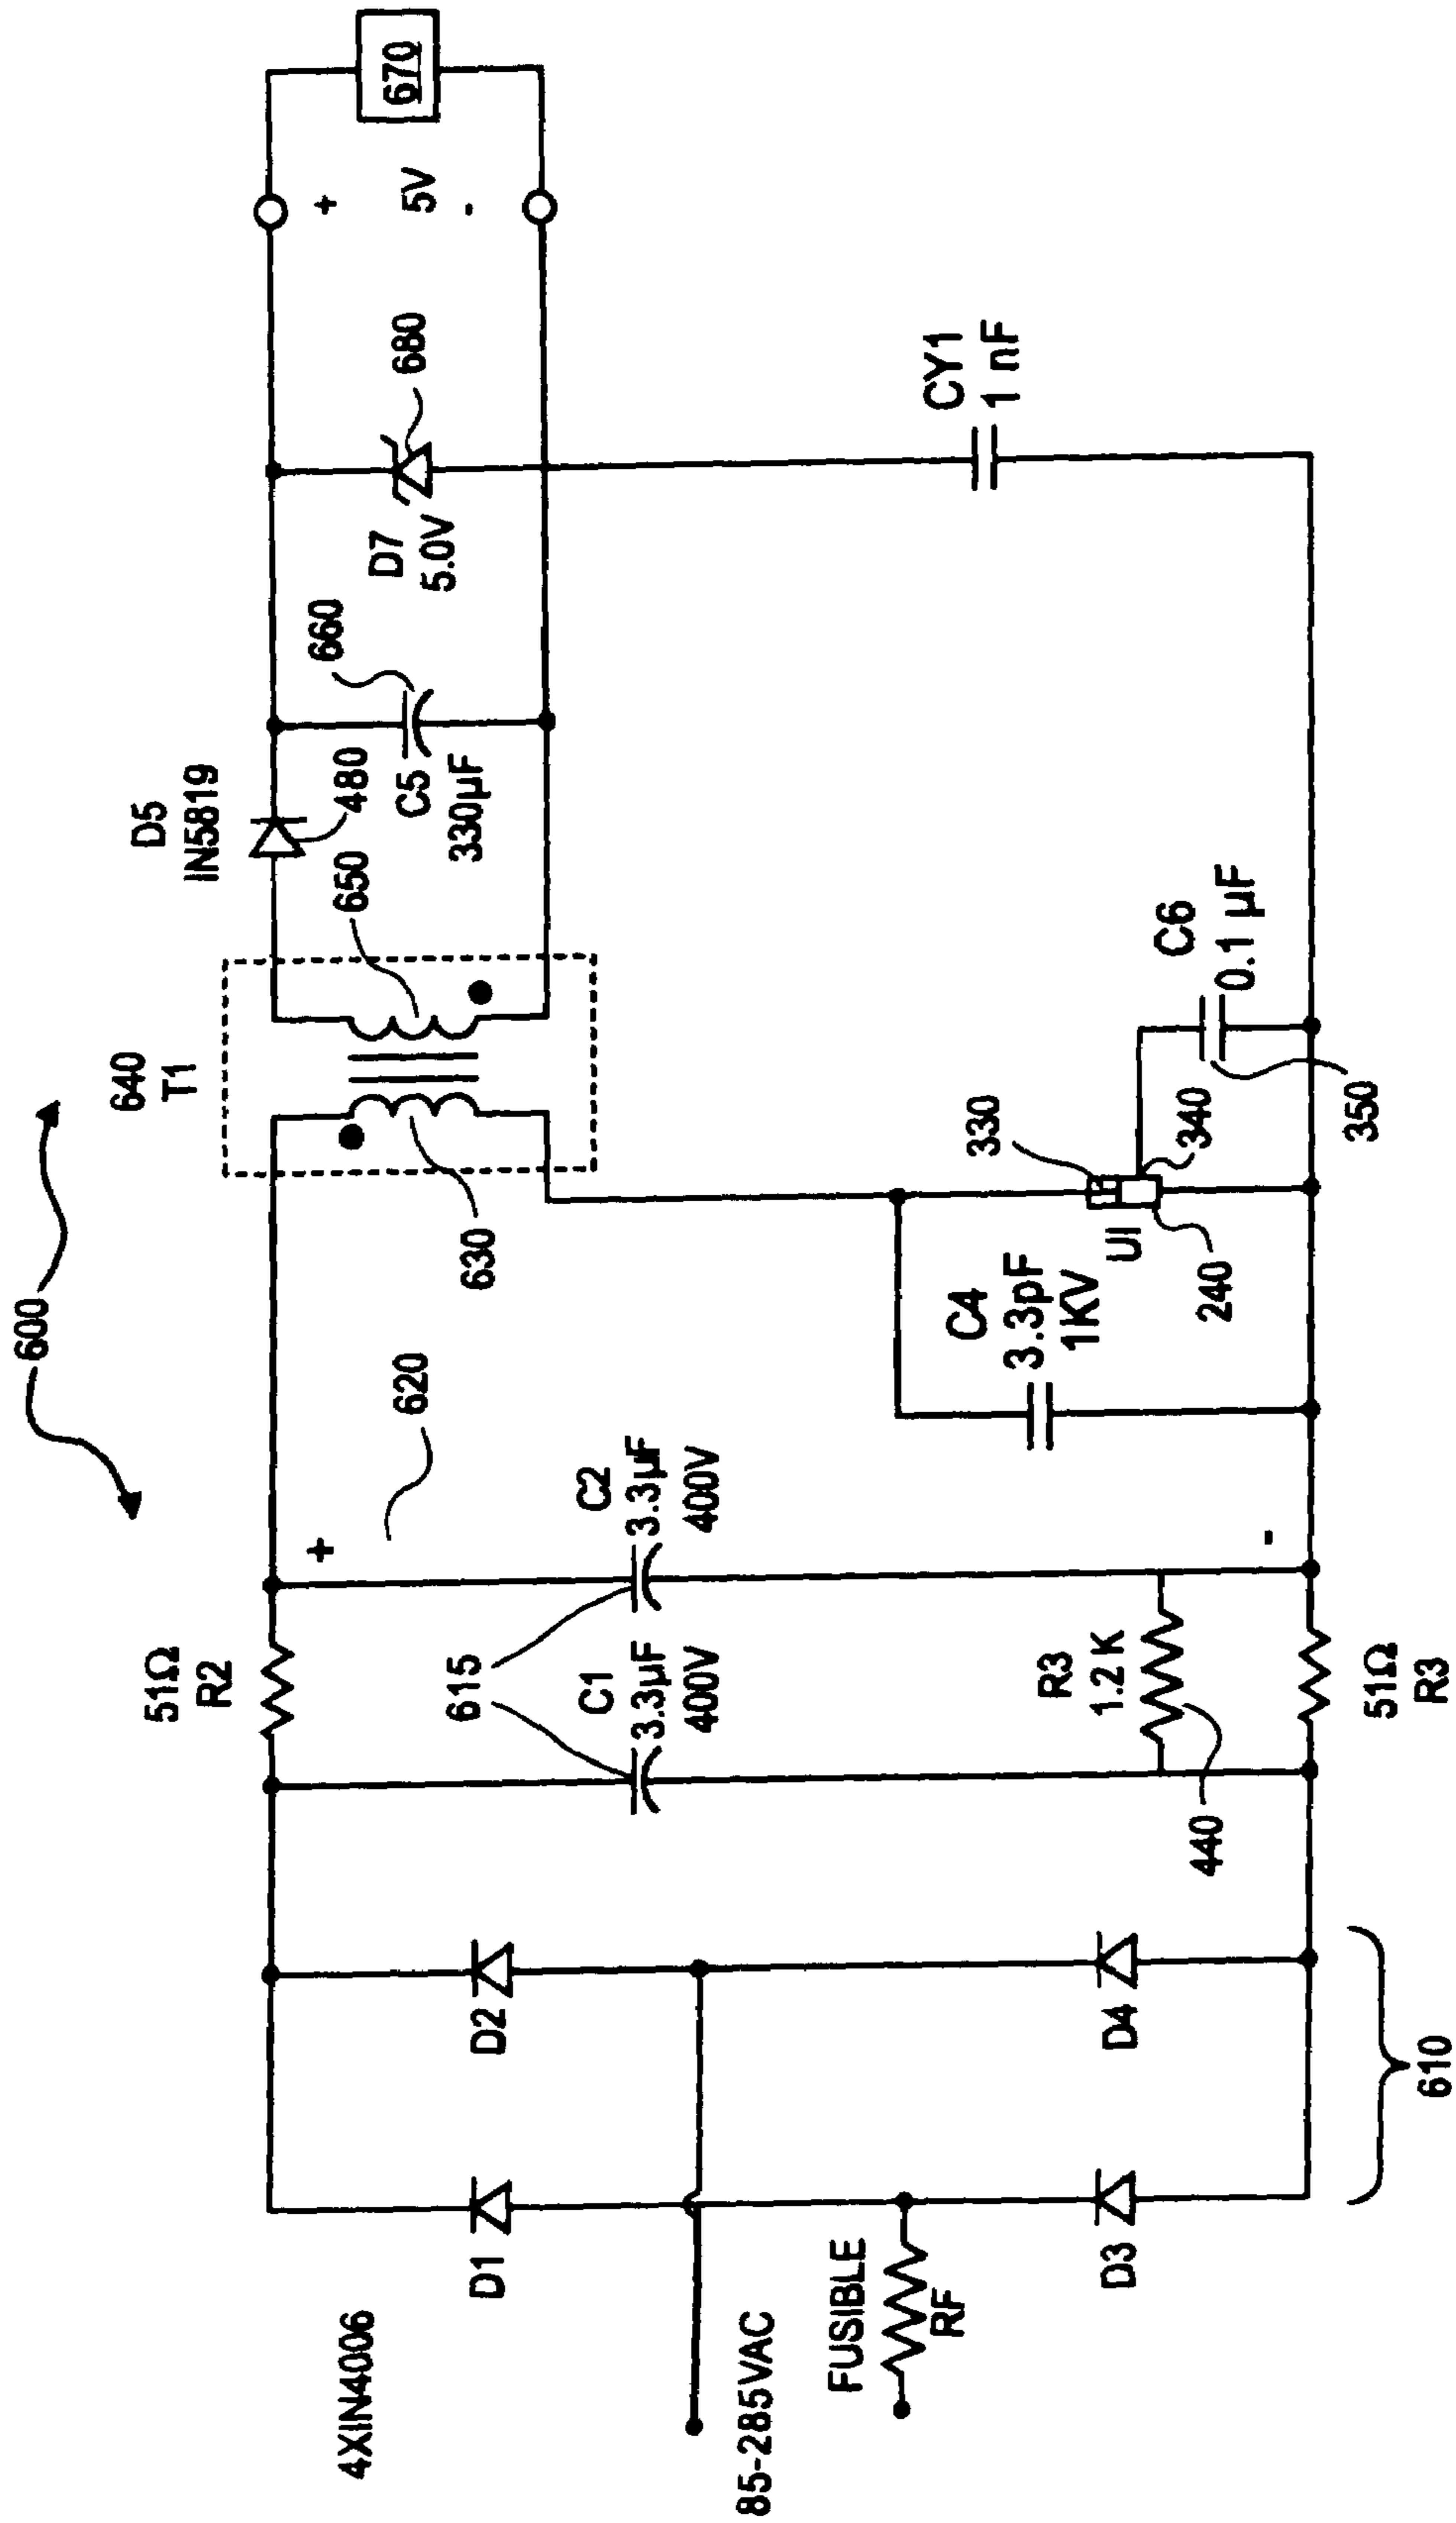 600
4XIN4006
85-285VAC
FUSIBLE
RF
D1
D2
D3
D4
610
51Ω
R2
615
C1
3.3µF
400V
C2
3.3µF
400V
+
620
-
R3
1.2 K
440
51Ω
R3
C4
3.3pF
1KV
UI
240
330
340
350
C6
0.1 µF
640
T1
630
650
D5
IN5819
480
660
C5
330µF
D7
5.0V
680
CY1
1 nF
+
5V
-
670